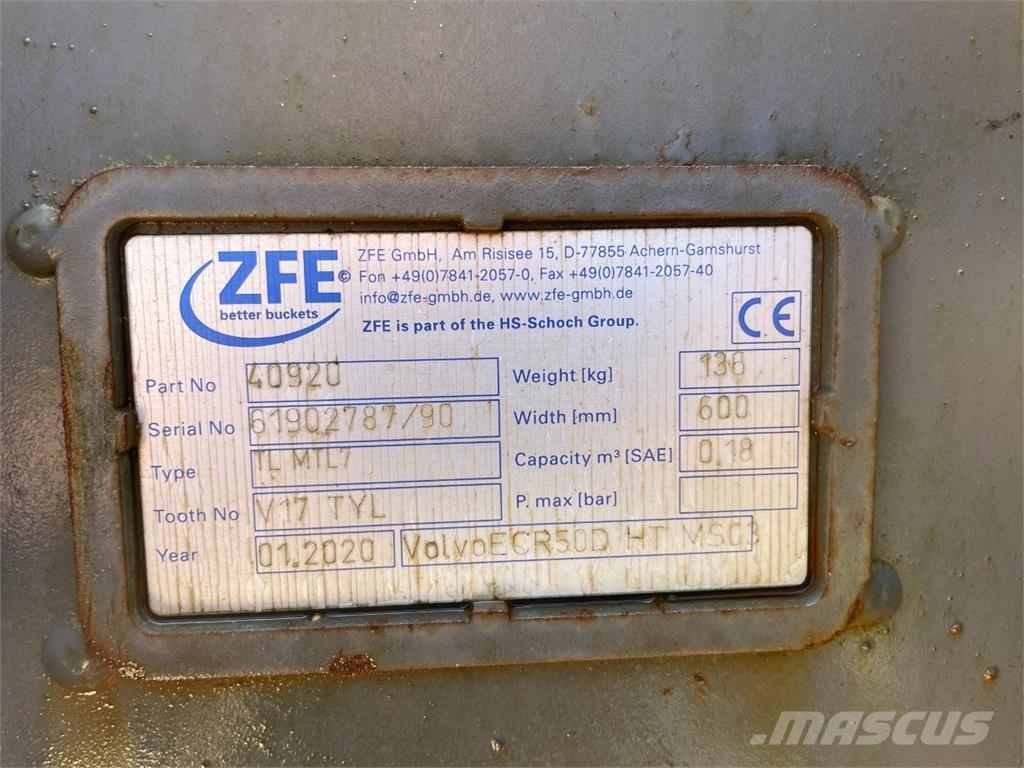 ZFE©
better buckets
ZFE GmbH, Am Risisee 15, D-77855 Achern-Gamshurst
Fon +49(0)7841-2057-0, Fax +49(0)7841-2057-40
info@zfe-gmbh.de, www.zfe-gmbh.de
ZFE is part of the HS-Schoch Group.
CE
Part No 40920 Weight [kg] 136
Serial No 61902787/90 Width [mm] 600
Type TL MTL7 Capacity m³ [SAE] 0,18
Tooth No V17 TYL P. max [bar]
Year 01.2020 VolvoECR50D HT MS03
MASCUS